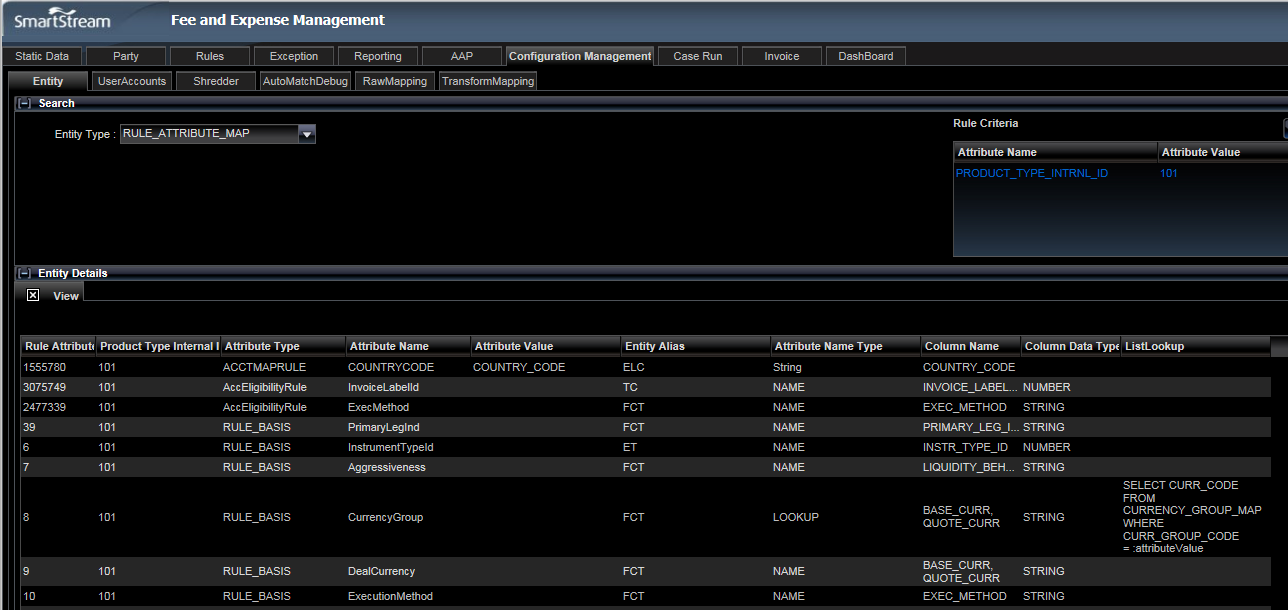 SmartStream Fee and Expense Management
Static Data Party Rules Exception Reporting AAP Configuration Management Case Run Invoice DashBoard
Entity UserAccounts Shredder AutoMatchDebug RawMapping TransformMapping
[–] Search
Rule Criteria
Entity Type : RULE_ATTRIBUTE_MAP
Attribute Name Attribute Value
PRODUCT_TYPE_INTRNL_ID 101
[–] Entity Details
View
Rule Attribute Product Type Internal I Attribute Type Attribute Name Attribute Value Entity Alias Attribute Name Type Column Name Column Data Type ListLookup
1555780 101 ACCTMAPRULE COUNTRYCODE COUNTRY_CODE ELC String COUNTRY_CODE
3075749 101 AccEligibilityRule InvoiceLabelId TC NAME INVOICE_LABEL... NUMBER
2477339 101 AccEligibilityRule ExecMethod FCT NAME EXEC_METHOD STRING
39 101 RULE_BASIS PrimaryLegInd FCT NAME PRIMARY_LEG_I... STRING
6 101 RULE_BASIS InstrumentTypeId ET NAME INSTR_TYPE_ID NUMBER
7 101 RULE_BASIS Aggressiveness FCT NAME LIQUIDITY_BEH... STRING
8 101 RULE_BASIS CurrencyGroup FCT LOOKUP BASE_CURR,
QUOTE_CURR STRING SELECT CURR_CODE
FROM
CURRENCY_GROUP_MAP
WHERE
CURR_GROUP_CODE
= :attributeValue
9 101 RULE_BASIS DealCurrency FCT NAME BASE_CURR,
QUOTE_CURR STRING
10 101 RULE_BASIS ExecutionMethod FCT NAME EXEC_METHOD STRING